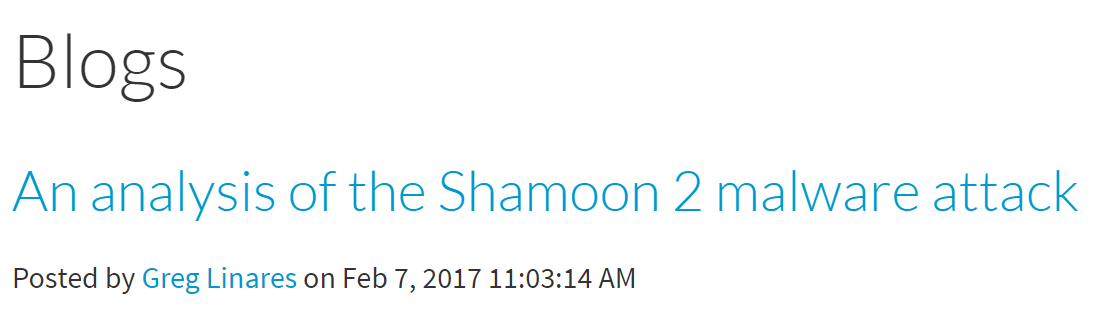 Blogs
An analysis of the Shamoon 2 malware attack
Posted by Greg Linares on Feb 7, 2017 11:03:14 AM